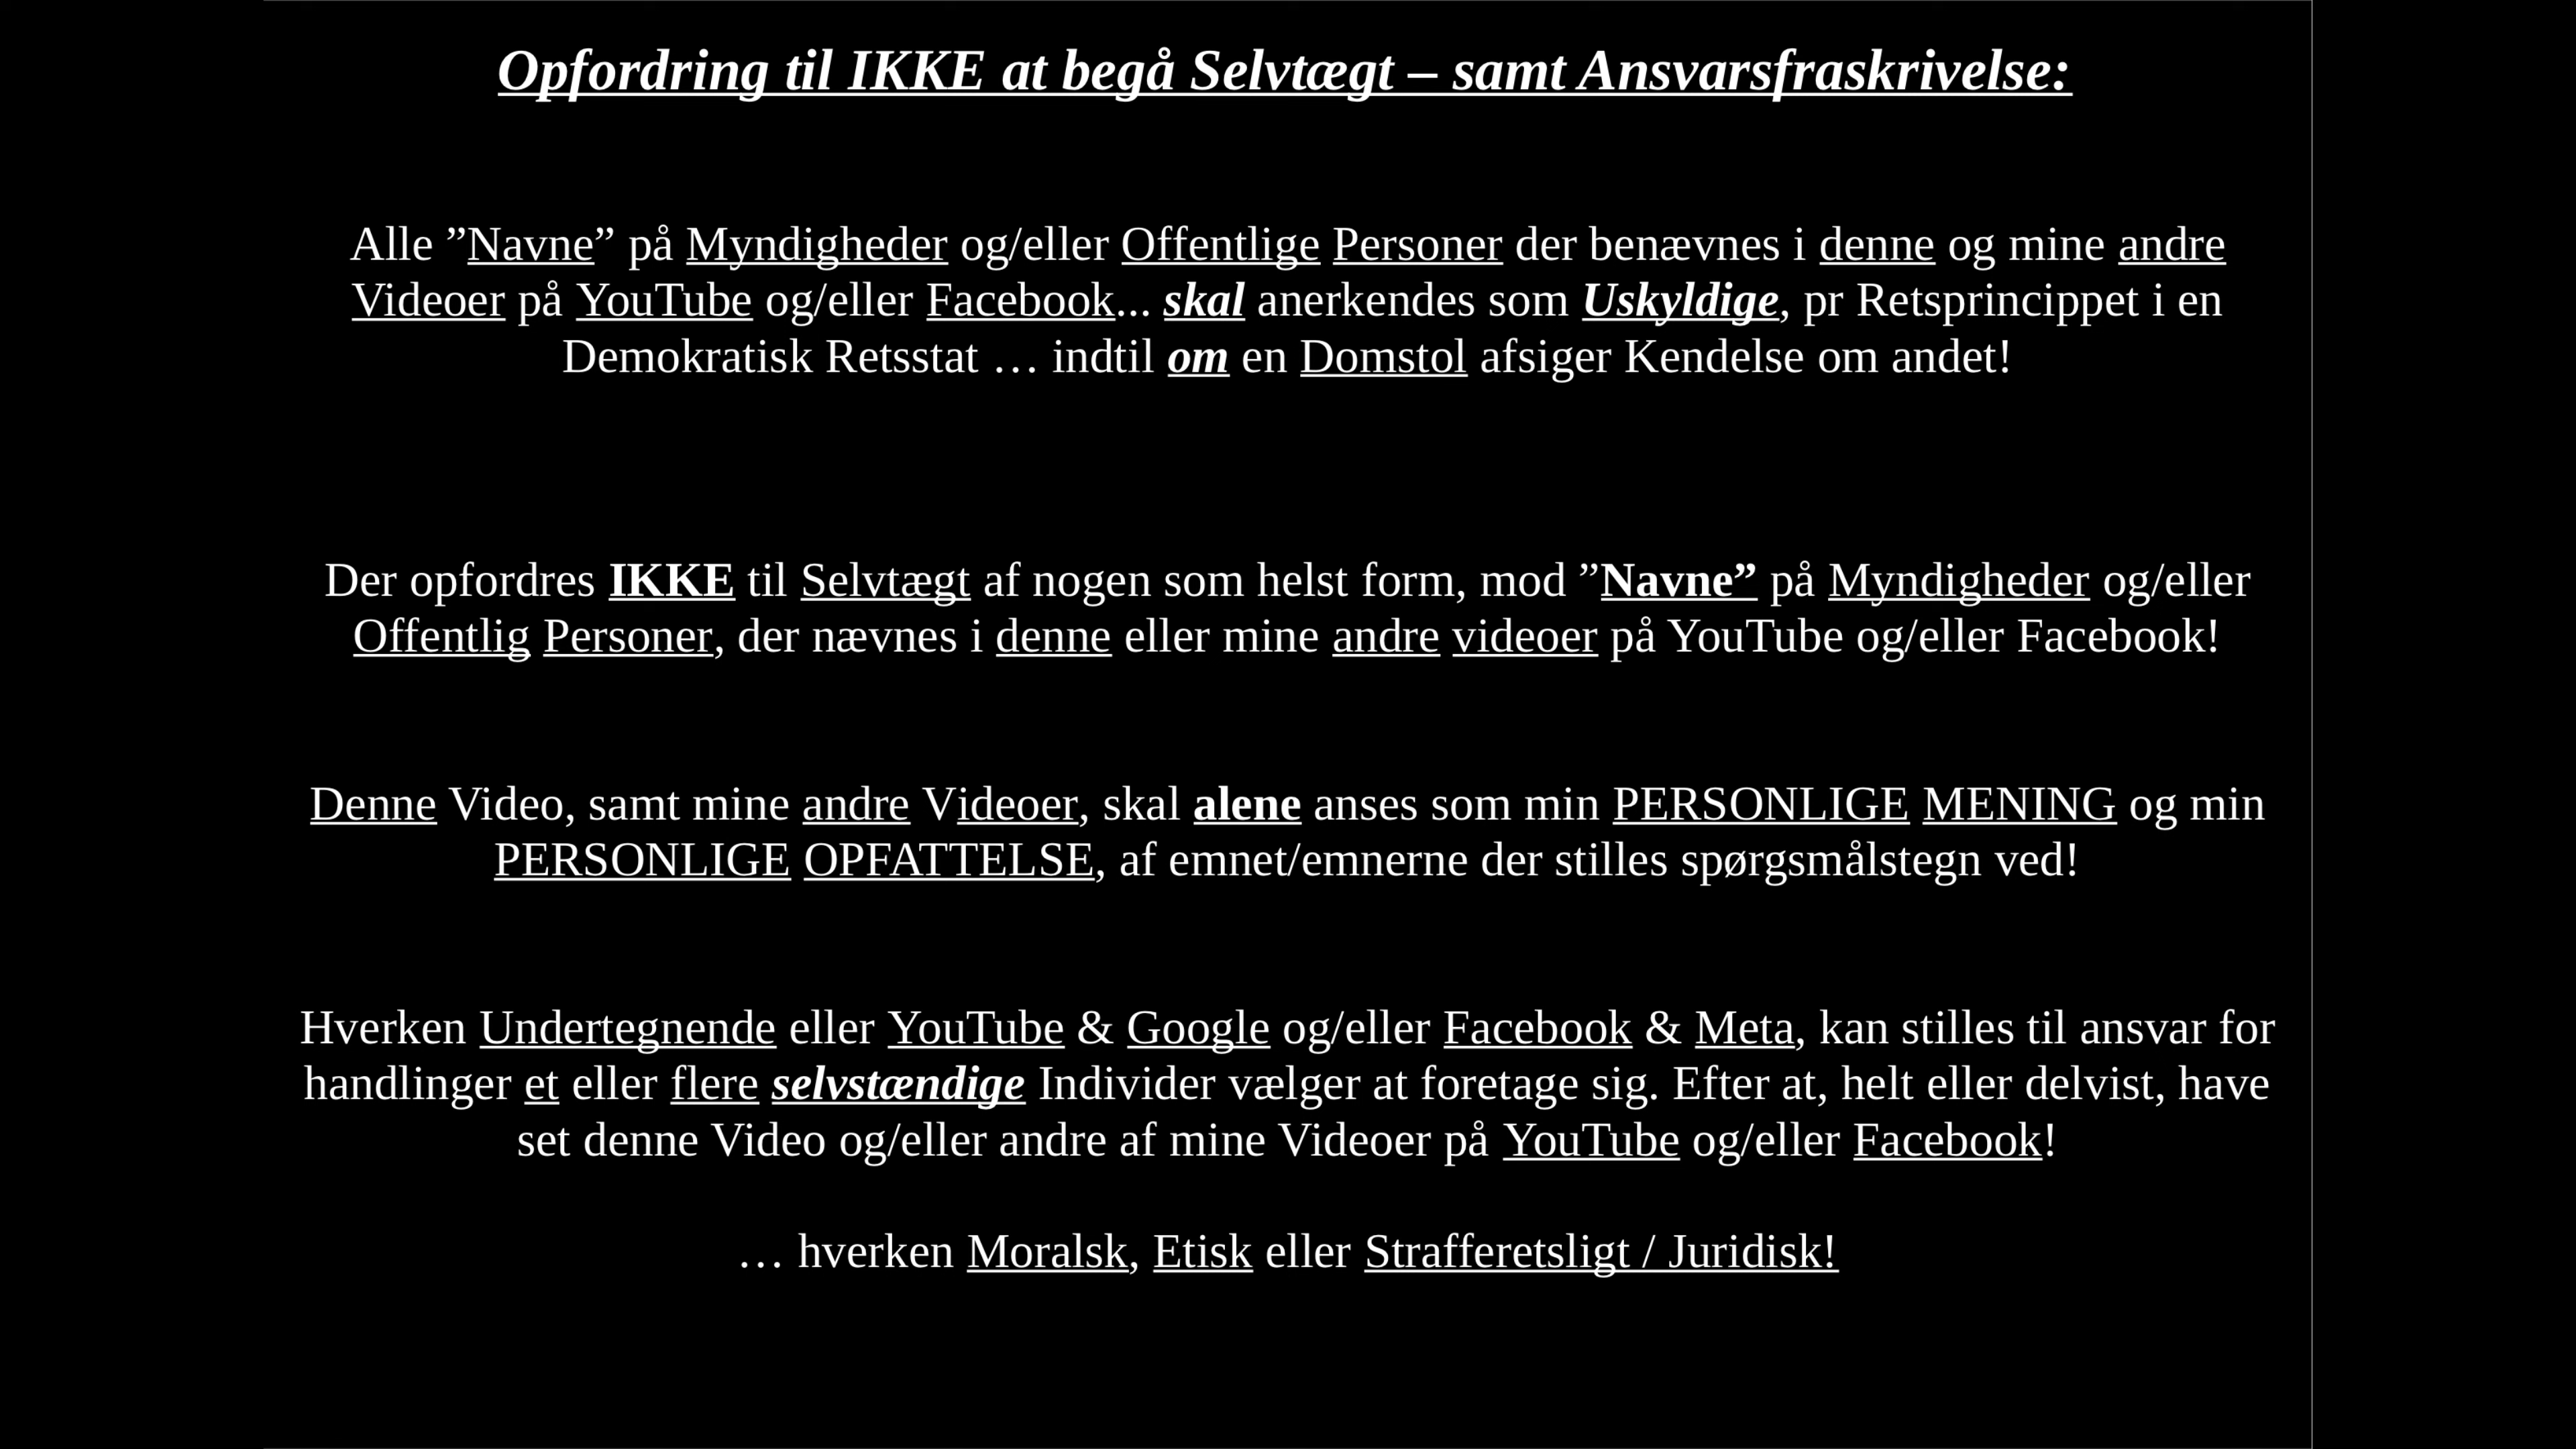 Opfordring til IKKE at begå Selvtægt – samt Ansvarsfraskrivelse:
Alle ”Navne” på Myndigheder og/eller Offentlige Personer der benævnes i denne og mine andre
Videoer på YouTube og/eller Facebook... skal anerkendes som Uskyldige, pr Retsprincippet i en
Demokratisk Retsstat … indtil om en Domstol afsiger Kendelse om andet!
Der opfordres IKKE til Selvtægt af nogen som helst form, mod ”Navne” på Myndigheder og/eller
Offentlig Personer, der nævnes i denne eller mine andre videoer på YouTube og/eller Facebook!
Denne Video, samt mine andre Videoer, skal alene anses som min PERSONLIGE MENING og min
PERSONLIGE OPFATTELSE, af emnet/emnerne der stilles spørgsmålstegn ved!
Hverken Undertegnende eller YouTube & Google og/eller Facebook & Meta, kan stilles til ansvar for
handlinger et eller flere selvstændige Individer vælger at foretage sig. Efter at, helt eller delvist, have
set denne Video og/eller andre af mine Videoer på YouTube og/eller Facebook!
… hverken Moralsk, Etisk eller Strafferetsligt / Juridisk!